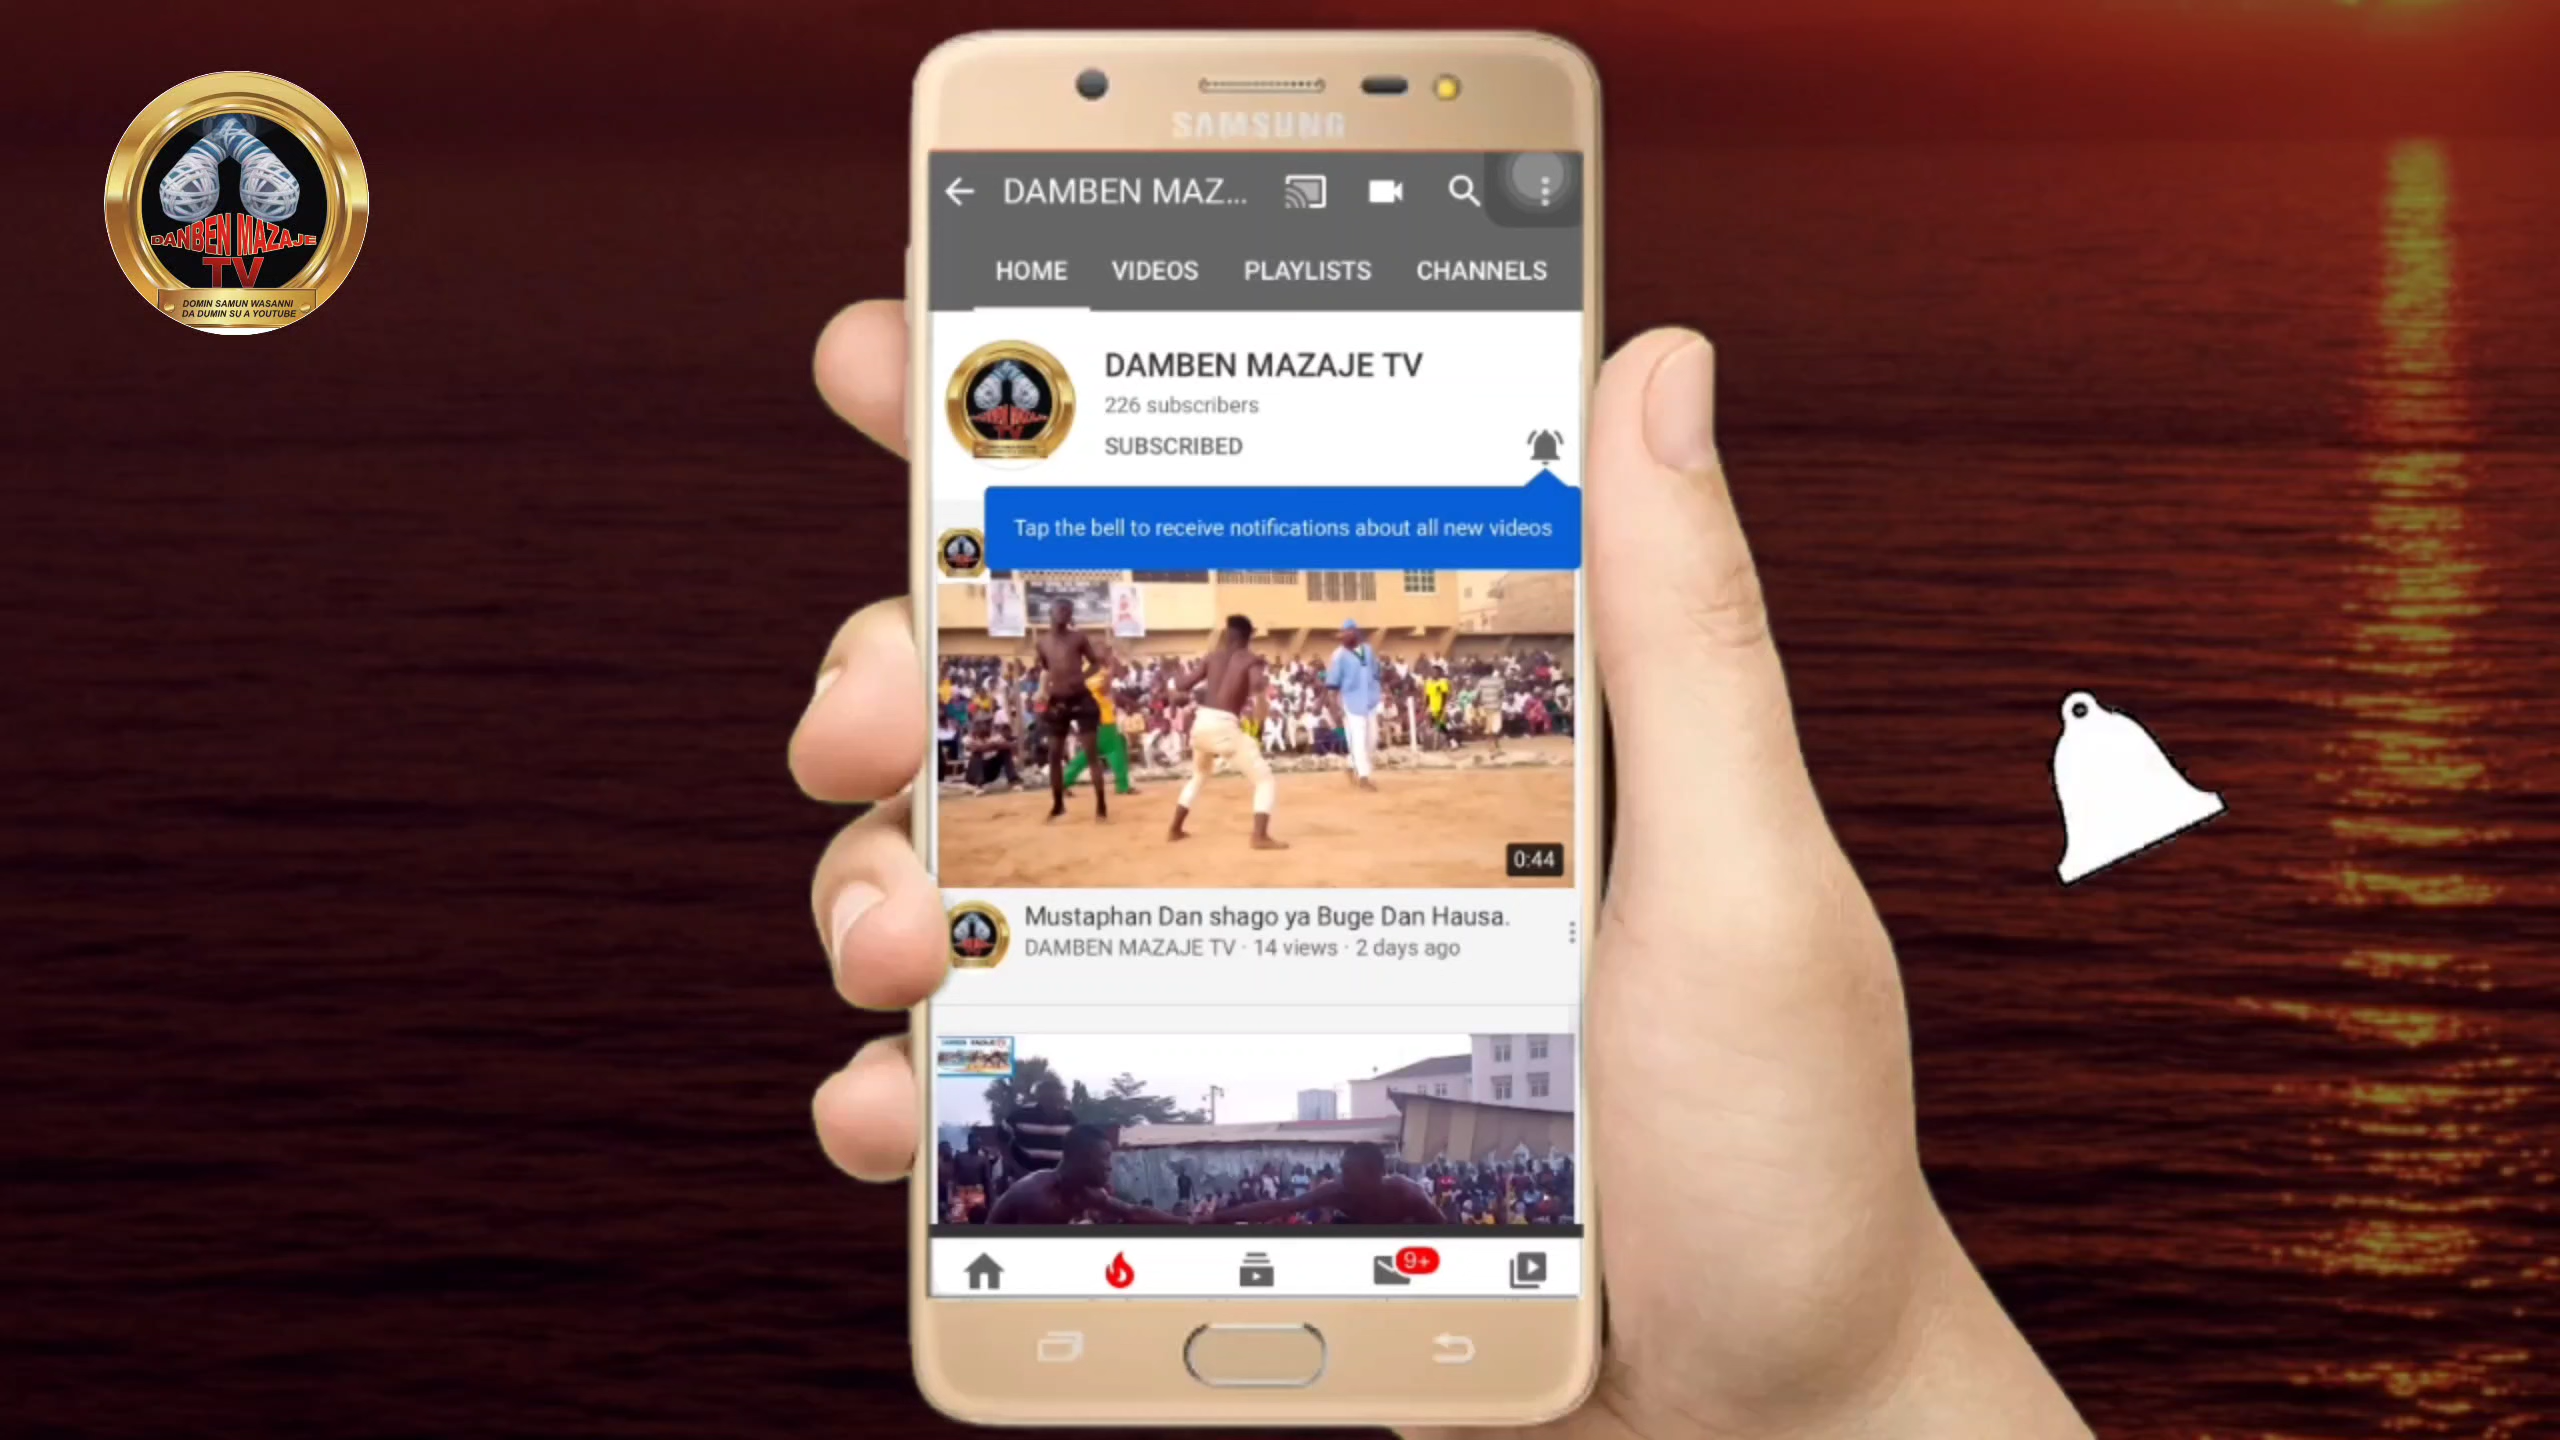 DANBEN MAZAJE
TV
DOMIN SAMUN WASANNI
DA DUMIN SU A YOUTUBE
SAMSUNG
DAMBEN MAZ...
HOME VIDEOS PLAYLISTS CHANNELS
DAMBEN MAZAJE TV
226 subscribers
SUBSCRIBED
Tap the bell to receive notifications about all new videos
0:44
Mustaphan Dan shago ya Buge Dan Hausa.
DAMBEN MAZAJE TV · 14 views · 2 days ago
9+